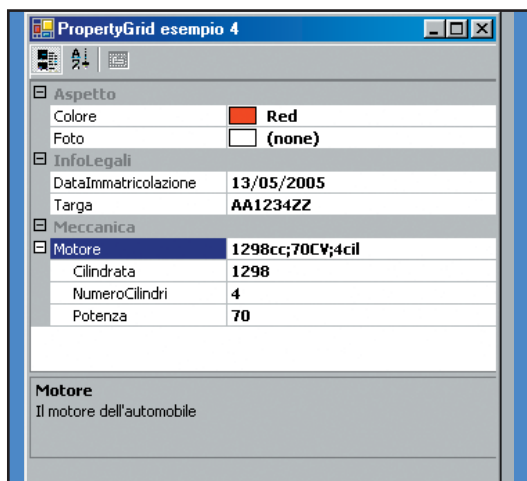 PropertyGrid esempio 4
Aspetto
Colore Red
Foto (none)
InfoLegali
DataImmatricolazione 13/05/2005
Targa AA1234ZZ
Meccanica
Motore 1298cc;70CV;4cil
Cilindrata 1298
NumeroCilindri 4
Potenza 70
Motore
Il motore dell'automobile